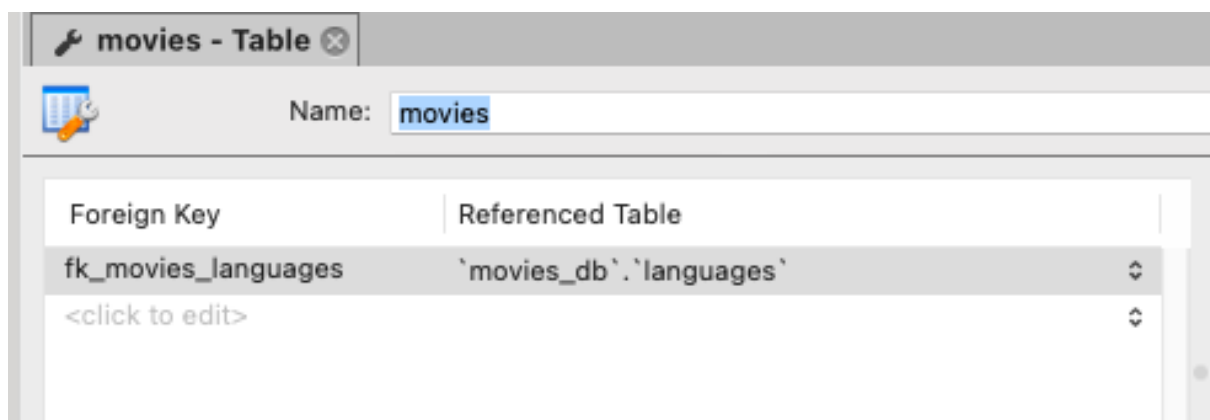 movies - Table
Name: movies
Foreign Key Referenced Table
fk_movies_languages `movies_db`.`languages`
<click to edit>